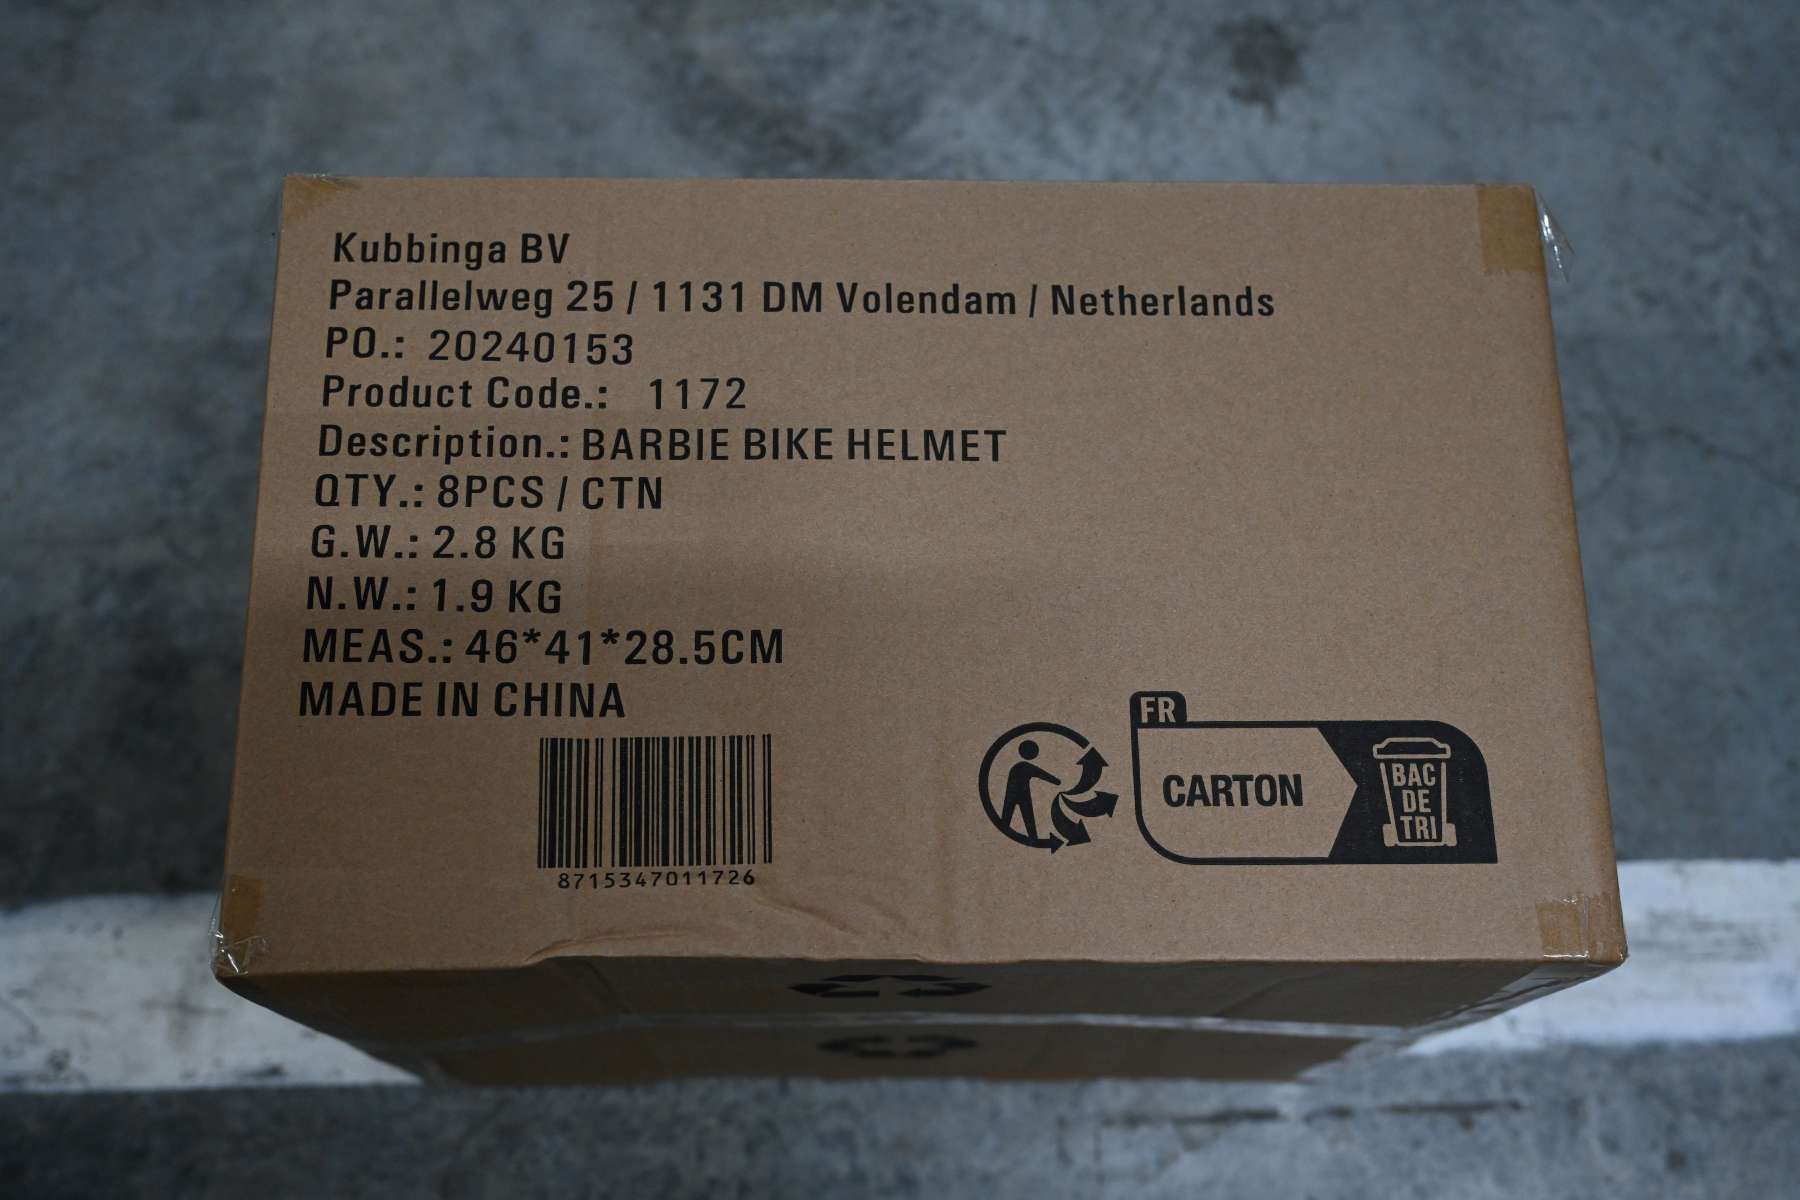 Kubbinga BV
Parallelweg 25 / 1131 DM Volendam / Netherlands
PO.: 20240153
Product Code.: 1172
Description.: BARBIE BIKE HELMET
QTY.: 8PCS / CTN
G.W.: 2.8 KG
N.W.: 1.9 KG
MEAS.: 46*41*28.5CM
MADE IN CHINA
8715347011726
FR
CARTON
BAC
DE
TRI